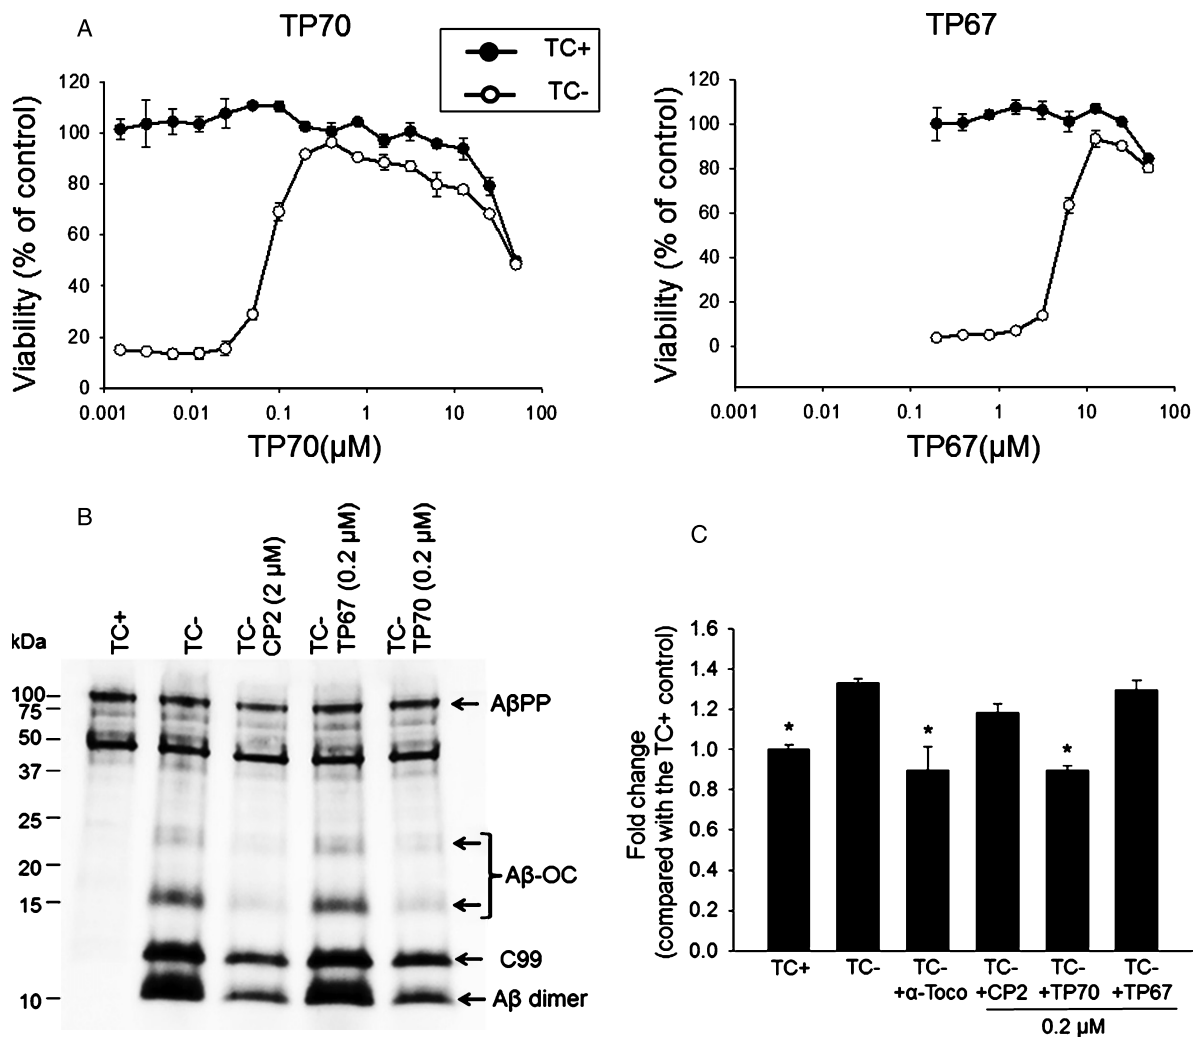 A
TP70
TC+
TC-
TP67
Viability (% of control)
120
100
80
60
40
20
0
0.001
0.01
0.1
1
10
100
TP70(µM)
Viability (% of control)
120
100
80
60
40
20
0
0.001
0.01
0.1
1
10
100
TP67(µM)
B
kDa
TC+
TC-
TC-
CP2 (2 µM)
TC-
TP67 (0.2 µM)
TC-
TP70 (0.2 µM)
100
75
50
37
25
20
15
10
AβPP
Aβ-OC
C99
Aβ dimer
C
Fold change
(compared with the TC+ control)
1.6
1.4
1.2
1.0
0.8
0.6
0.4
0.2
0.0
*
*
*
TC+
TC-
TC-
+α-Toco
TC-
+CP2
TC-
+TP70
TC-
+TP67
0.2 µM